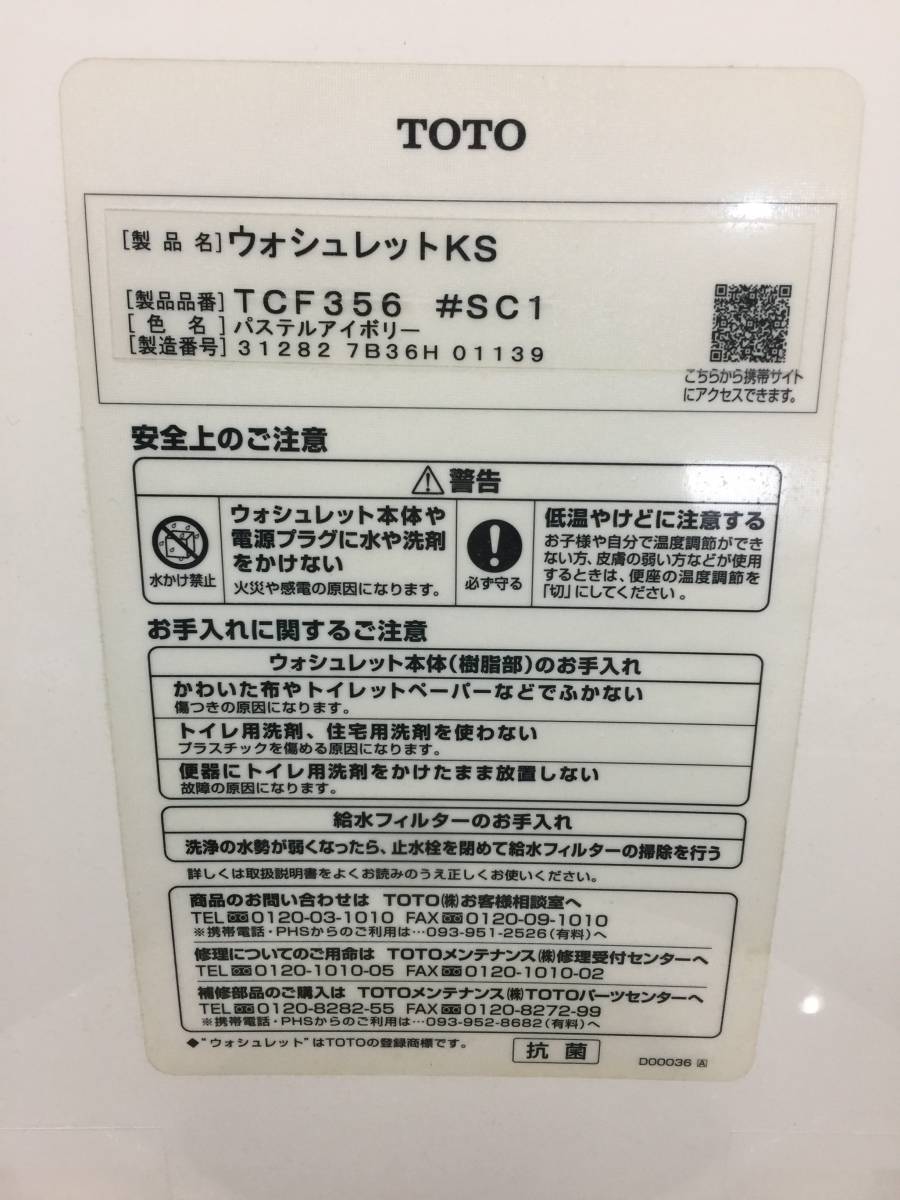 TOTO
[製品名]ウォシュレットKS
[製品品番]TCF356 #SC1
[色名]パステルアイボリー
[製造番号]31282 7B36H 01139
こちらから携帯サイト
にアクセスできます。
安全上のご注意
警告
水かけ禁止
ウォシュレット本体や
電源プラグに水や洗剤
をかけない
火災や感電の原因になります。
必ず守る
低温やけどに注意する
お子様や自分で温度調節ができ
ない方、皮膚の弱い方などが使用
するときは、便座の温度調節を
「切」にしてください。
お手入れに関するご注意
ウォシュレット本体(樹脂部)のお手入れ
かわいた布やトイレットペーパーなどでふかない
傷つきの原因になります。
トイレ用洗剤、住宅用洗剤を使わない
プラスチックを傷める原因になります。
便器にトイレ用洗剤をかけたまま放置しない
故障の原因になります。
給水フィルターのお手入れ
洗浄の水勢が弱くなったら、止水栓を閉めて給水フィルターの掃除を行う
詳しくは取扱説明書をよくお読みのうえ正しくお使いください。
商品のお問い合わせは TOTO㈱お客様相談室へ
TEL 0120-03-1010 FAX 0120-09-1010
※携帯電話・PHSからのご利用は…093-951-2526(有料)へ
修理についてのご用命は TOTOメンテナンス㈱修理受付センターへ
TEL 0120-1010-05 FAX 0120-1010-02
補修部品のご購入は TOTOメンテナンス㈱TOTOパーツセンターへ
TEL 0120-8282-55 FAX 0120-8272-99
※携帯電話・PHSからのご利用は…093-952-8682(有料)へ
◆"ウォシュレット"はTOTOの登録商標です。
抗菌
D00036 A